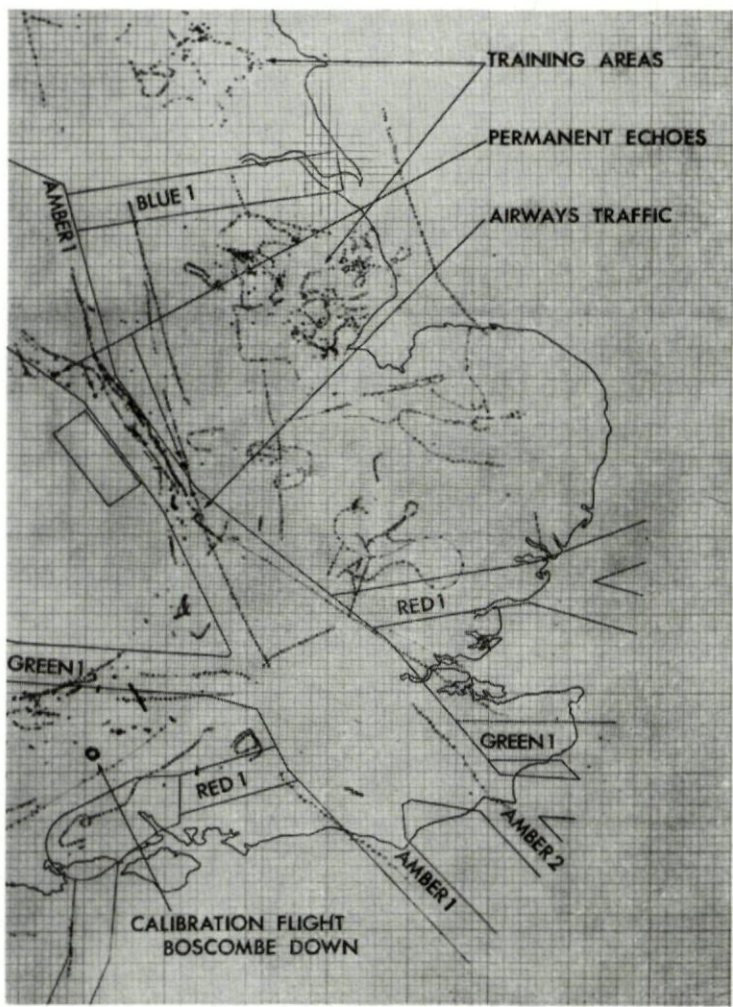 TRAINING AREAS
PERMANENT ECHOES
BLUE 1
AMBER 1
AIRWAYS TRAFFIC
RED 1
GREEN 1
GREEN 1
RED 1
AMBER 2
AMBER 1
CALIBRATION FLIGHT
BOSCOMBE DOWN